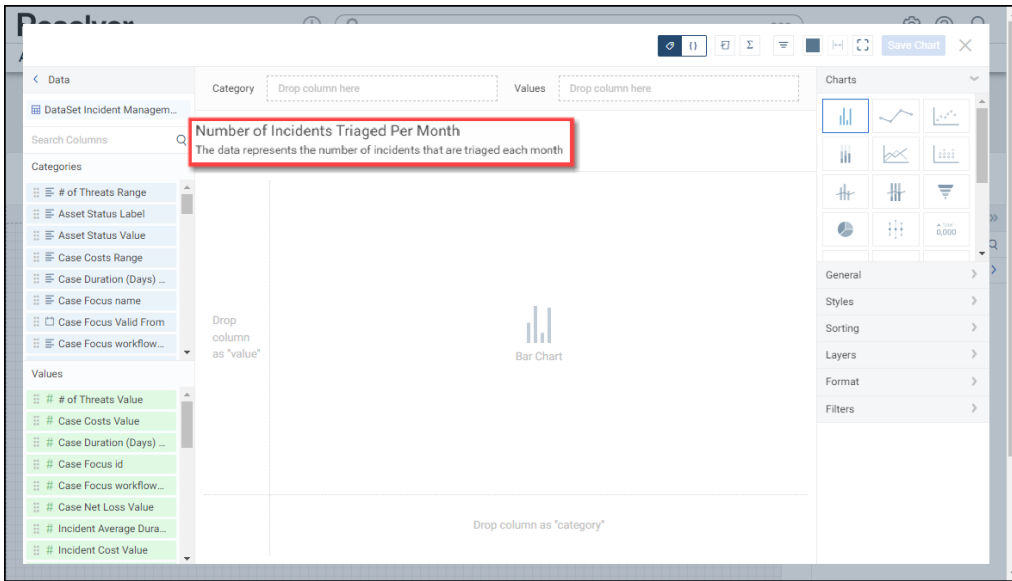 Resolver
Save Chart
Data
DataSet Incident Managem...
Search Columns
Categories
# of Threats Range
Asset Status Label
Asset Status Value
Case Costs Range
Case Duration (Days) ...
Case Focus name
Case Focus Valid From
Case Focus workflow...
Values
# # of Threats Value
# Case Costs Value
# Case Duration (Days) ...
# Case Focus id
# Case Focus workflow...
# Case Net Loss Value
# Incident Average Dura...
# Incident Cost Value
Category
Drop column here
Values
Drop column here
Number of Incidents Triaged Per Month
The data represents the number of incidents that are triaged each month
Drop
column
as "value"
Bar Chart
Drop column as "category"
Charts
0,000
General
Styles
Sorting
Layers
Format
Filters